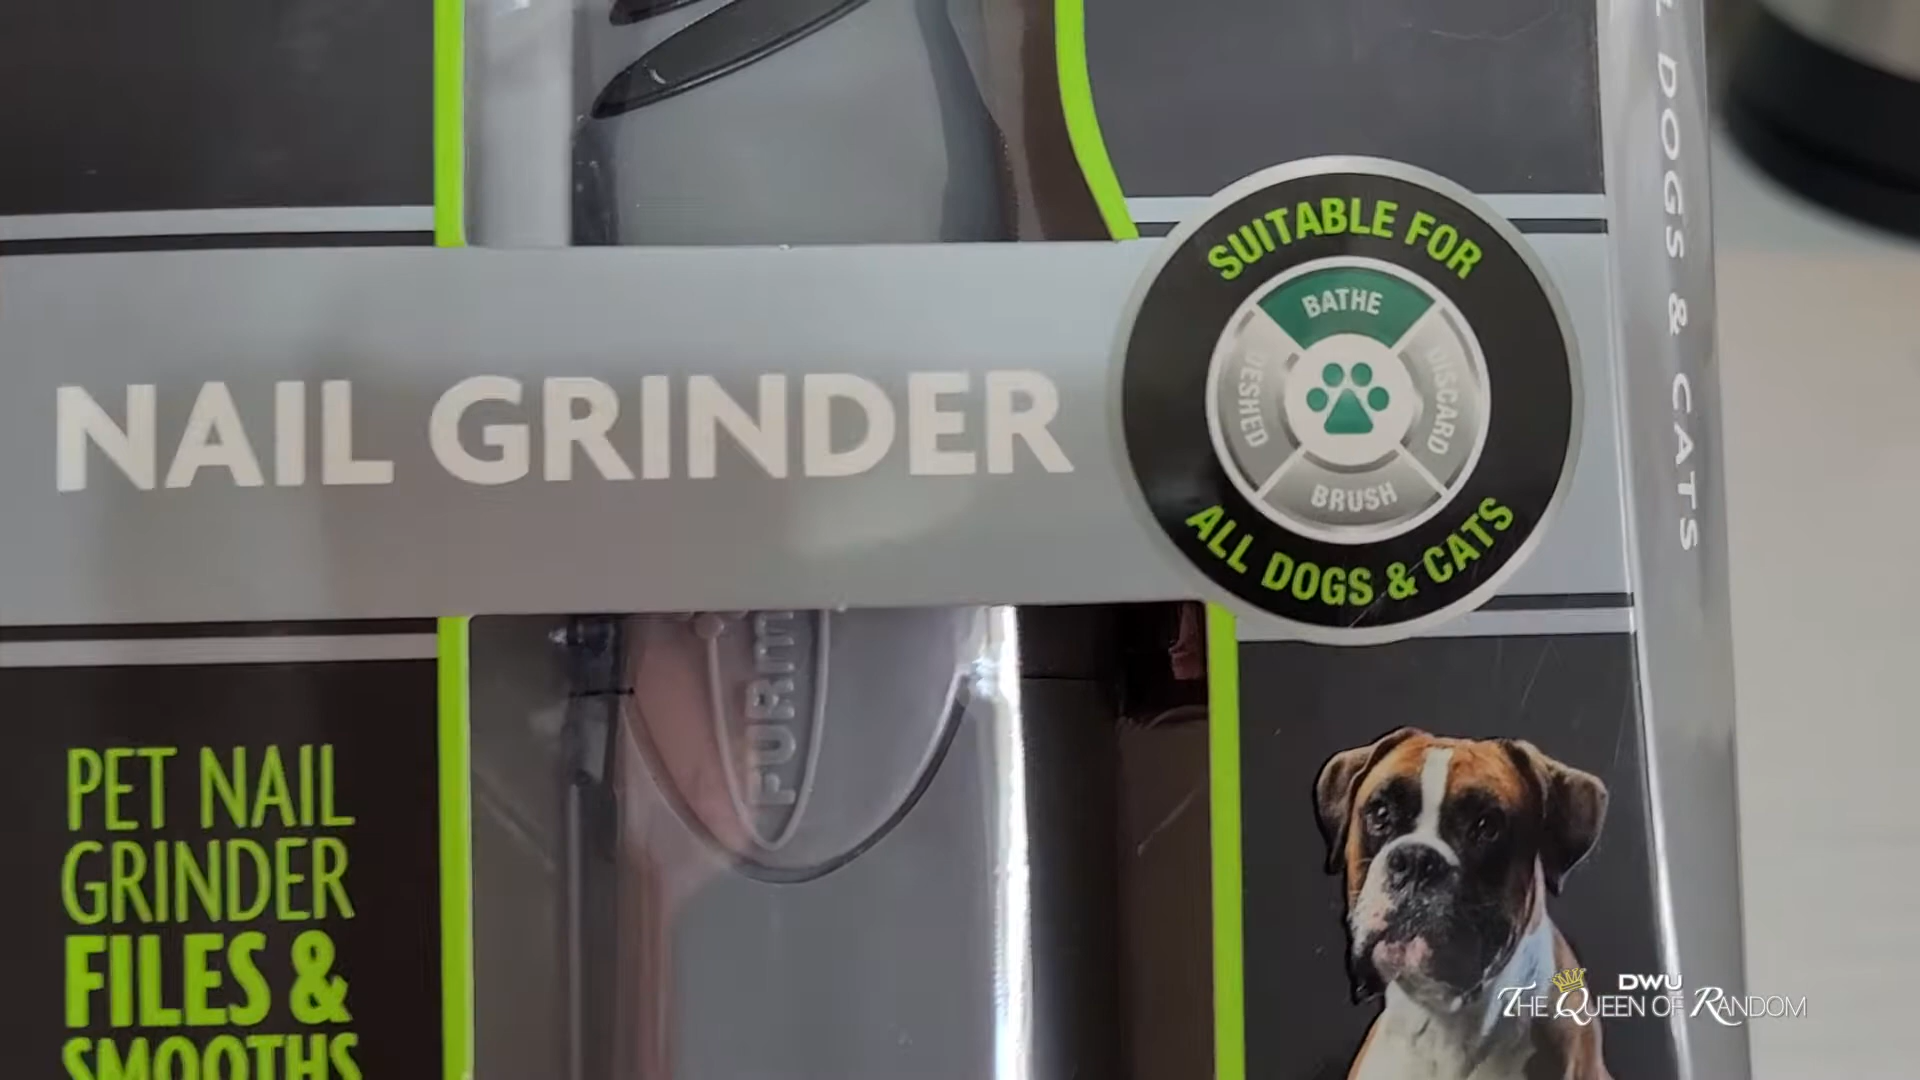 L DOGS & CATS
SUITABLE FOR
BATHE
DISCARD
BRUSH
DESHED
ALL DOGS & CATS
NAIL GRINDER
PET NAIL
GRINDER
FILES &
SMOOTHS
DWU
THE QUEEN OF RANDOM